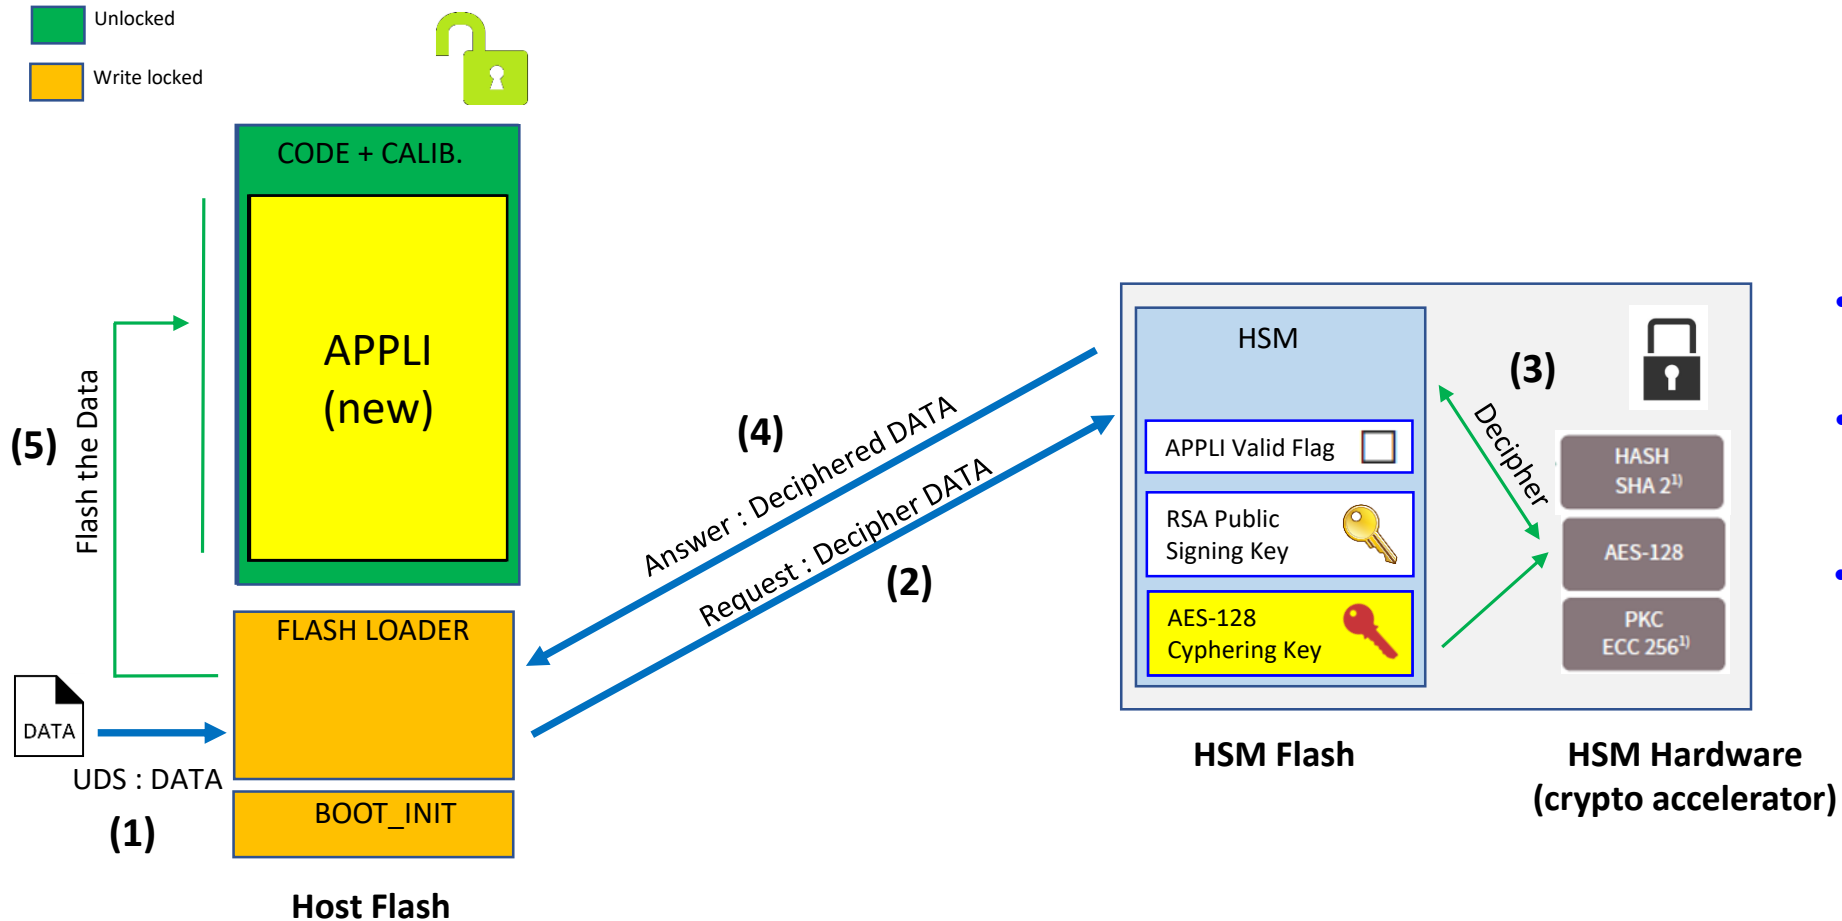 Unlocked
Write locked
CODE + CALIB.
APPLI
(new)
(5)
Flash the Data
FLASH LOADER
DATA
UDS : DATA
(1)
BOOT_INIT
Host Flash
(4)
Answer : Deciphered DATA
Request : Decipher DATA
(2)
HSM
APPLI Valid Flag
RSA Public
Signing Key
AES-128
Cyphering Key
(3)
Decipher
HASH
SHA 2¹⁾
AES-128
PKC
ECC 256¹⁾
HSM Flash
HSM Hardware
(crypto accelerator)